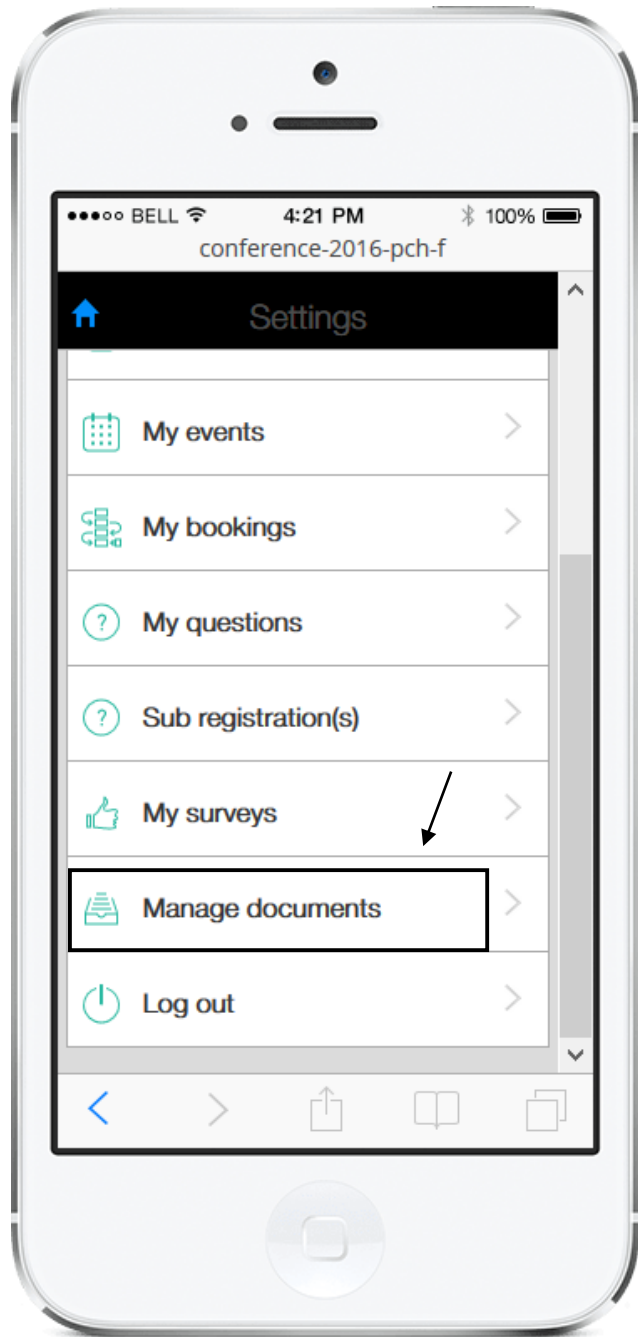 BELL 4:21 PM 100%
conference-2016-pch-f
Settings
My events
My bookings
? My questions
? Sub registration(s)
My surveys
Manage documents
Log out